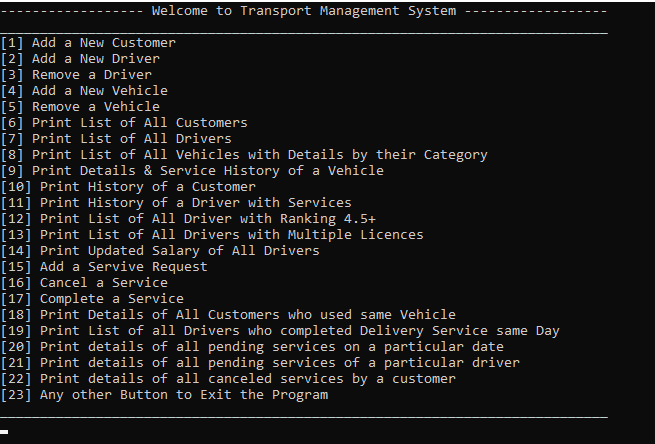 ------------------ Welcome to Transport Management System ------------------
[1] Add a New Customer
[2] Add a New Driver
[3] Remove a Driver
[4] Add a New Vehicle
[5] Remove a Vehicle
[6] Print List of All Customers
[7] Print List of All Drivers
[8] Print List of All Vehicles with Details by their Category
[9] Print Details & Service History of a Vehicle
[10] Print History of a Customer
[11] Print History of a Driver with Services
[12] Print List of All Driver with Ranking 4.5+
[13] Print List of All Drivers with Multiple Licences
[14] Print Updated Salary of All Drivers
[15] Add a Servive Request
[16] Cancel a Service
[17] Complete a Service
[18] Print Details of All Customers who used same Vehicle
[19] Print List of all Drivers who completed Delivery Service same Day
[20] Print details of all pending services on a particular date
[21] Print details of all pending services of a particular driver
[22] Print details of all canceled services by a customer
[23] Any other Button to Exit the Program